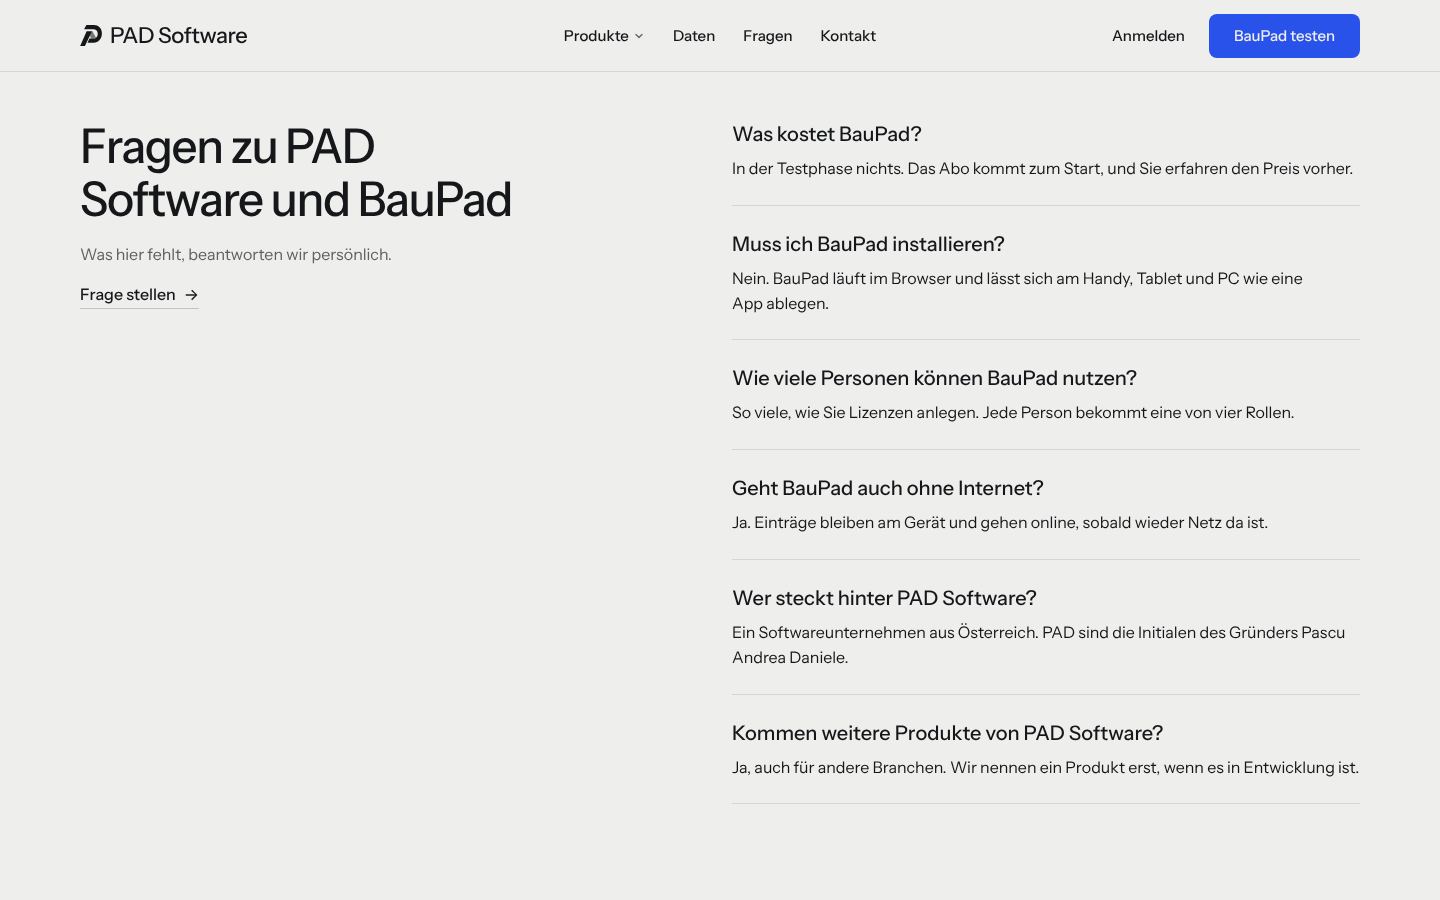 PAD Software
Produkte
Daten
Fragen
Kontakt
Anmelden
BauPad testen
Fragen zu PAD
Software und BauPad
Was hier fehlt, beantworten wir persönlich.
Frage stellen →
Was kostet BauPad?
In der Testphase nichts. Das Abo kommt zum Start, und Sie erfahren den Preis vorher.
Muss ich BauPad installieren?
Nein. BauPad läuft im Browser und lässt sich am Handy, Tablet und PC wie eine
App ablegen.
Wie viele Personen können BauPad nutzen?
So viele, wie Sie Lizenzen anlegen. Jede Person bekommt eine von vier Rollen.
Geht BauPad auch ohne Internet?
Ja. Einträge bleiben am Gerät und gehen online, sobald wieder Netz da ist.
Wer steckt hinter PAD Software?
Ein Softwareunternehmen aus Österreich. PAD sind die Initialen des Gründers Pascu
Andrea Daniele.
Kommen weitere Produkte von PAD Software?
Ja, auch für andere Branchen. Wir nennen ein Produkt erst, wenn es in Entwicklung ist.